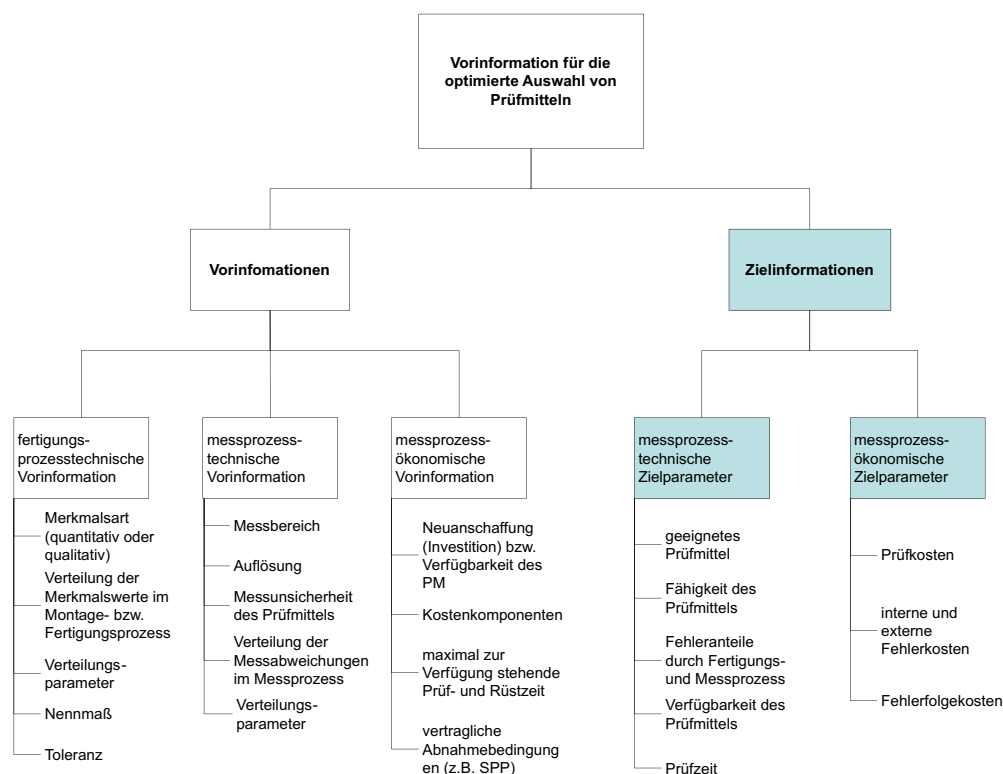 Vorinformation für die
optimierte Auswahl von
Prüfmitteln
Vorinfomationen
Zielinformationen
fertigungs-
prozesstechnische
Vorinformation
Merkmalsart
(quantitativ oder
qualitativ)
Verteilung der
Merkmalswerte im
Montage- bzw.
Fertigungsprozess
Verteilungs-
parameter
Nennmaß
Toleranz
messprozess-
technische
Vorinformation
Messbereich
Auflösung
Messunsicherheit
des Prüfmittels
Verteilung der
Messabweichungen
im Messprozess
Verteilungs-
parameter
messprozess-
ökonomische
Vorinformation
Neuanschaffung
(Investition) bzw.
Verfügbarkeit des
PM
Kostenkomponenten
maximal zur
Verfügung stehende
Prüf- und Rüstzeit
vertragliche
Abnahmebedingung
en (z.B. SPP)
messprozess-
technische
Zielparameter
geeignetes
Prüfmittel
Fähigkeit des
Prüfmittels
Fehleranteile
durch Fertigungs-
und Messprozess
Verfügbarkeit des
Prüfmittels
Prüfzeit
messprozess-
ökonomische
Zielparameter
Prüfkosten
interne und
externe
Fehlerkosten
Fehlerfolgekosten